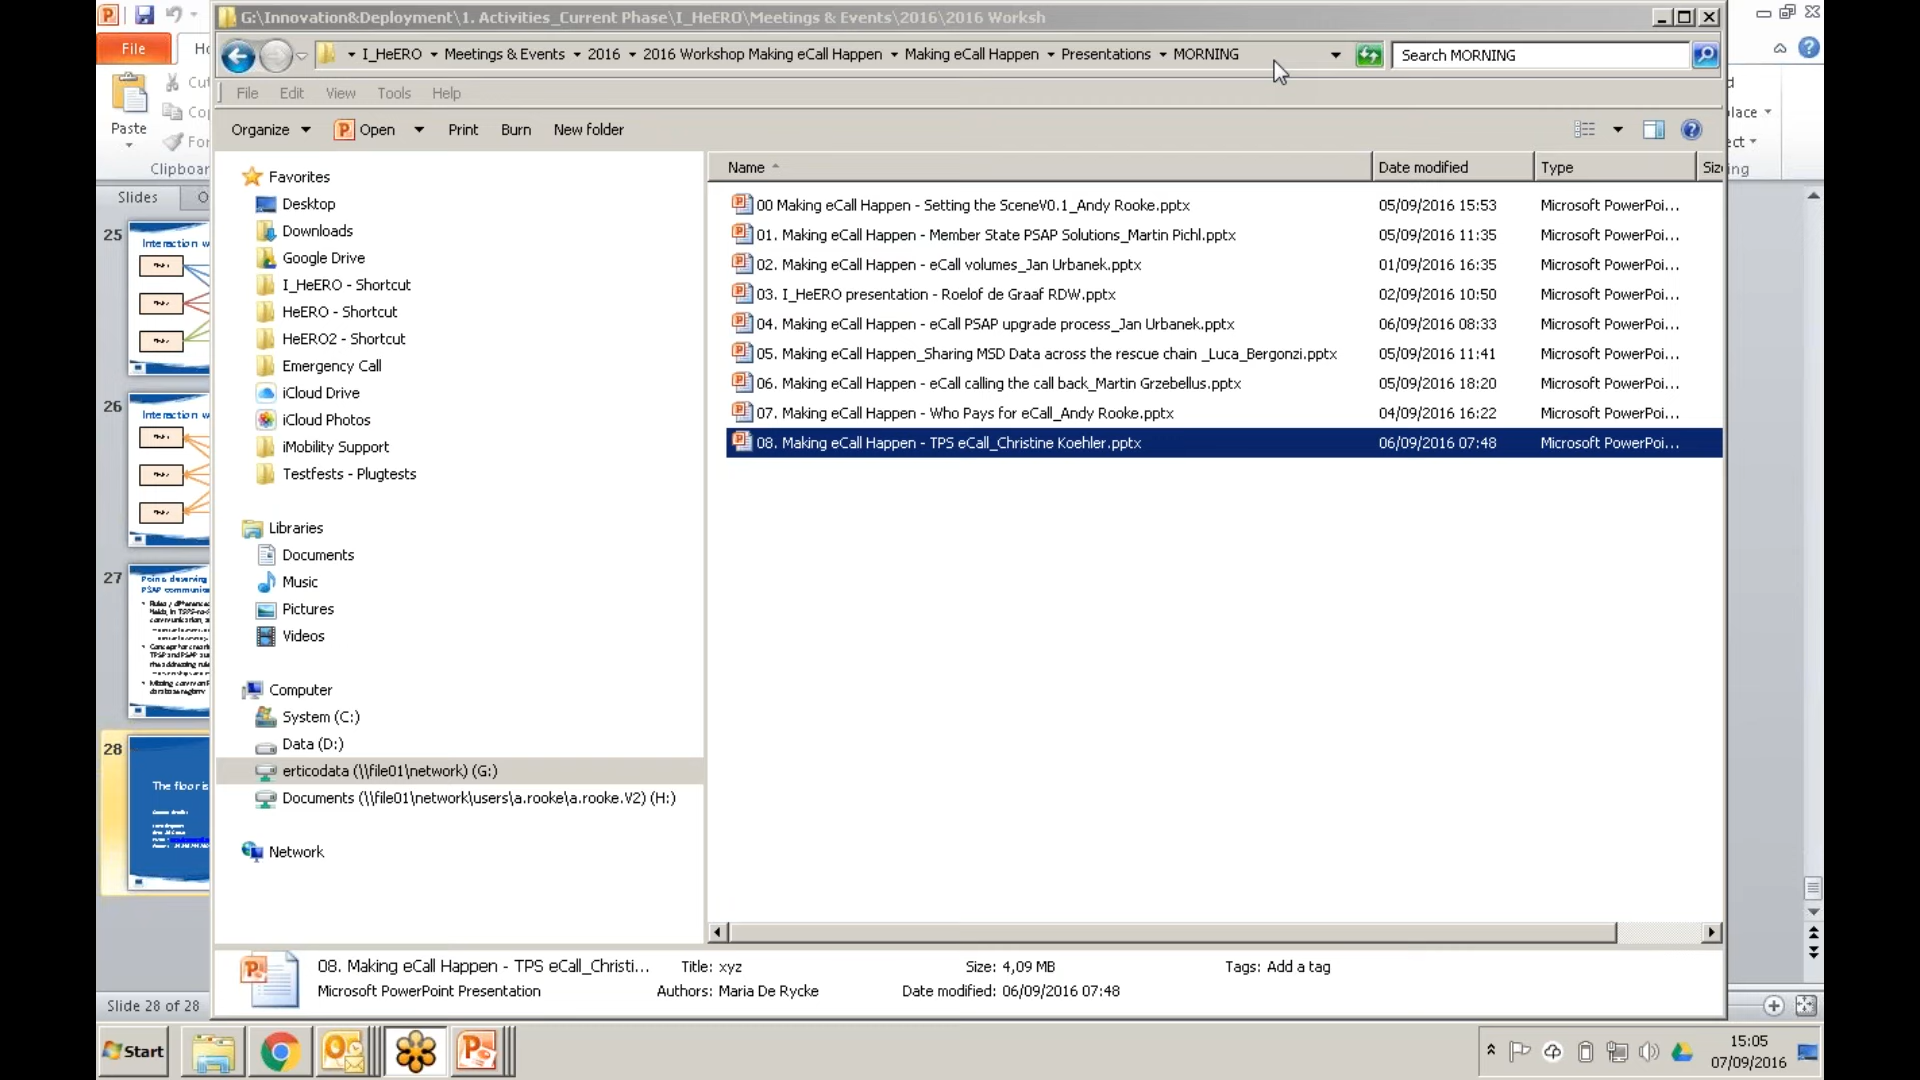 G:\Innovation&Deployment\1. Activities_Current Phase\I_HeERO\Meetings & Events\2016\2016 Worksh
File
I_HeERO
Meetings & Events
2016
2016 Workshop Making eCall Happen
Making eCall Happen
Presentations
MORNING
Search MORNING
File Edit View Tools Help
Paste
Organize
Open
Print
Burn
New folder
Clipboar
Slides
Favorites
Desktop
Downloads
Google Drive
I_HeERO - Shortcut
HeERO - Shortcut
HeERO2 - Shortcut
Emergency Call
iCloud Drive
iCloud Photos
iMobility Support
Testfests - Plugtests
Libraries
Documents
Music
Pictures
Videos
Computer
System (C:)
Data (D:)
erticodata (\\file01\network) (G:)
Documents (\\file01\network\users\a.rooke\a.rooke.V2) (H:)
Network
Name Date modified Type Siz
00 Making eCall Happen - Setting the SceneV0.1_Andy Rooke.pptx 05/09/2016 15:53 Microsoft PowerPoi...
01. Making eCall Happen - Member State PSAP Solutions_Martin Pichl.pptx 05/09/2016 11:35 Microsoft PowerPoi...
02. Making eCall Happen - eCall volumes_Jan Urbanek.pptx 01/09/2016 16:35 Microsoft PowerPoi...
03. I_HeERO presentation - Roelof de Graaf RDW.pptx 02/09/2016 10:50 Microsoft PowerPoi...
04. Making eCall Happen - eCall PSAP upgrade process_Jan Urbanek.pptx 06/09/2016 08:33 Microsoft PowerPoi...
05. Making eCall Happen_Sharing MSD Data across the rescue chain _Luca_Bergonzi.pptx 05/09/2016 11:41 Microsoft PowerPoi...
06. Making eCall Happen - eCall calling the call back_Martin Grzebellus.pptx 05/09/2016 18:20 Microsoft PowerPoi...
07. Making eCall Happen - Who Pays for eCall_Andy Rooke.pptx 04/09/2016 16:22 Microsoft PowerPoi...
08. Making eCall Happen - TPS eCall_Christine Koehler.pptx 06/09/2016 07:48 Microsoft PowerPoi...
25
Interaction w
26
Interaction w
27
28
The floor is
08. Making eCall Happen - TPS eCall_Christi... Title: xyz Size: 4,09 MB Tags: Add a tag
Microsoft PowerPoint Presentation Authors: Maria De Rycke Date modified: 06/09/2016 07:48
Slide 28 of 28
Start
15:05
07/09/2016